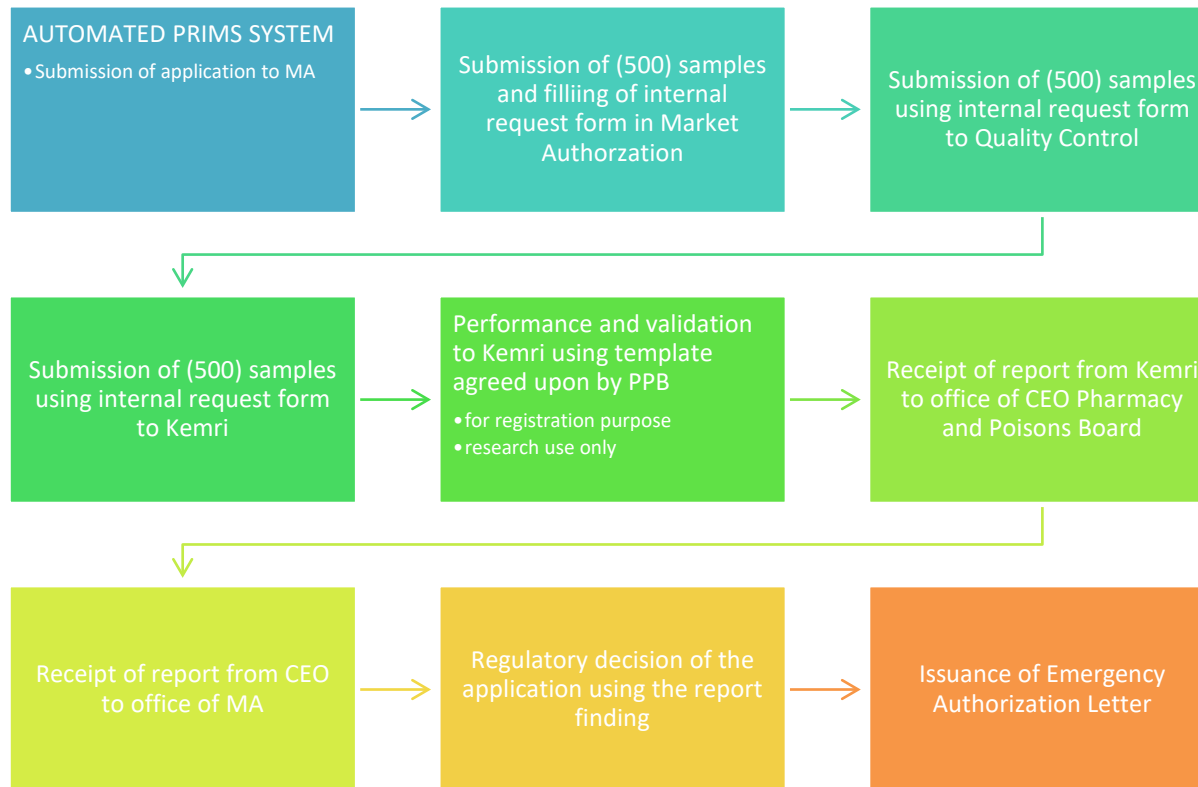 AUTOMATED PRIMS SYSTEM
•Submission of application to MA
Submission of (500) samples
and filliing of internal
request form in Market
Authorzation
Submission of (500) samples
using internal request form
to Quality Control
Submission of (500) samples
using internal request form
to Kemri
Performance and validation
to Kemri using template
agreed upon by PPB
•for registration purpose
•research use only
Receipt of report from Kemri
to office of CEO Pharmacy
and Poisons Board
Receipt of report from CEO
to office of MA
Regulatory decision of the
application using the report
finding
Issuance of Emergency
Authorization Letter